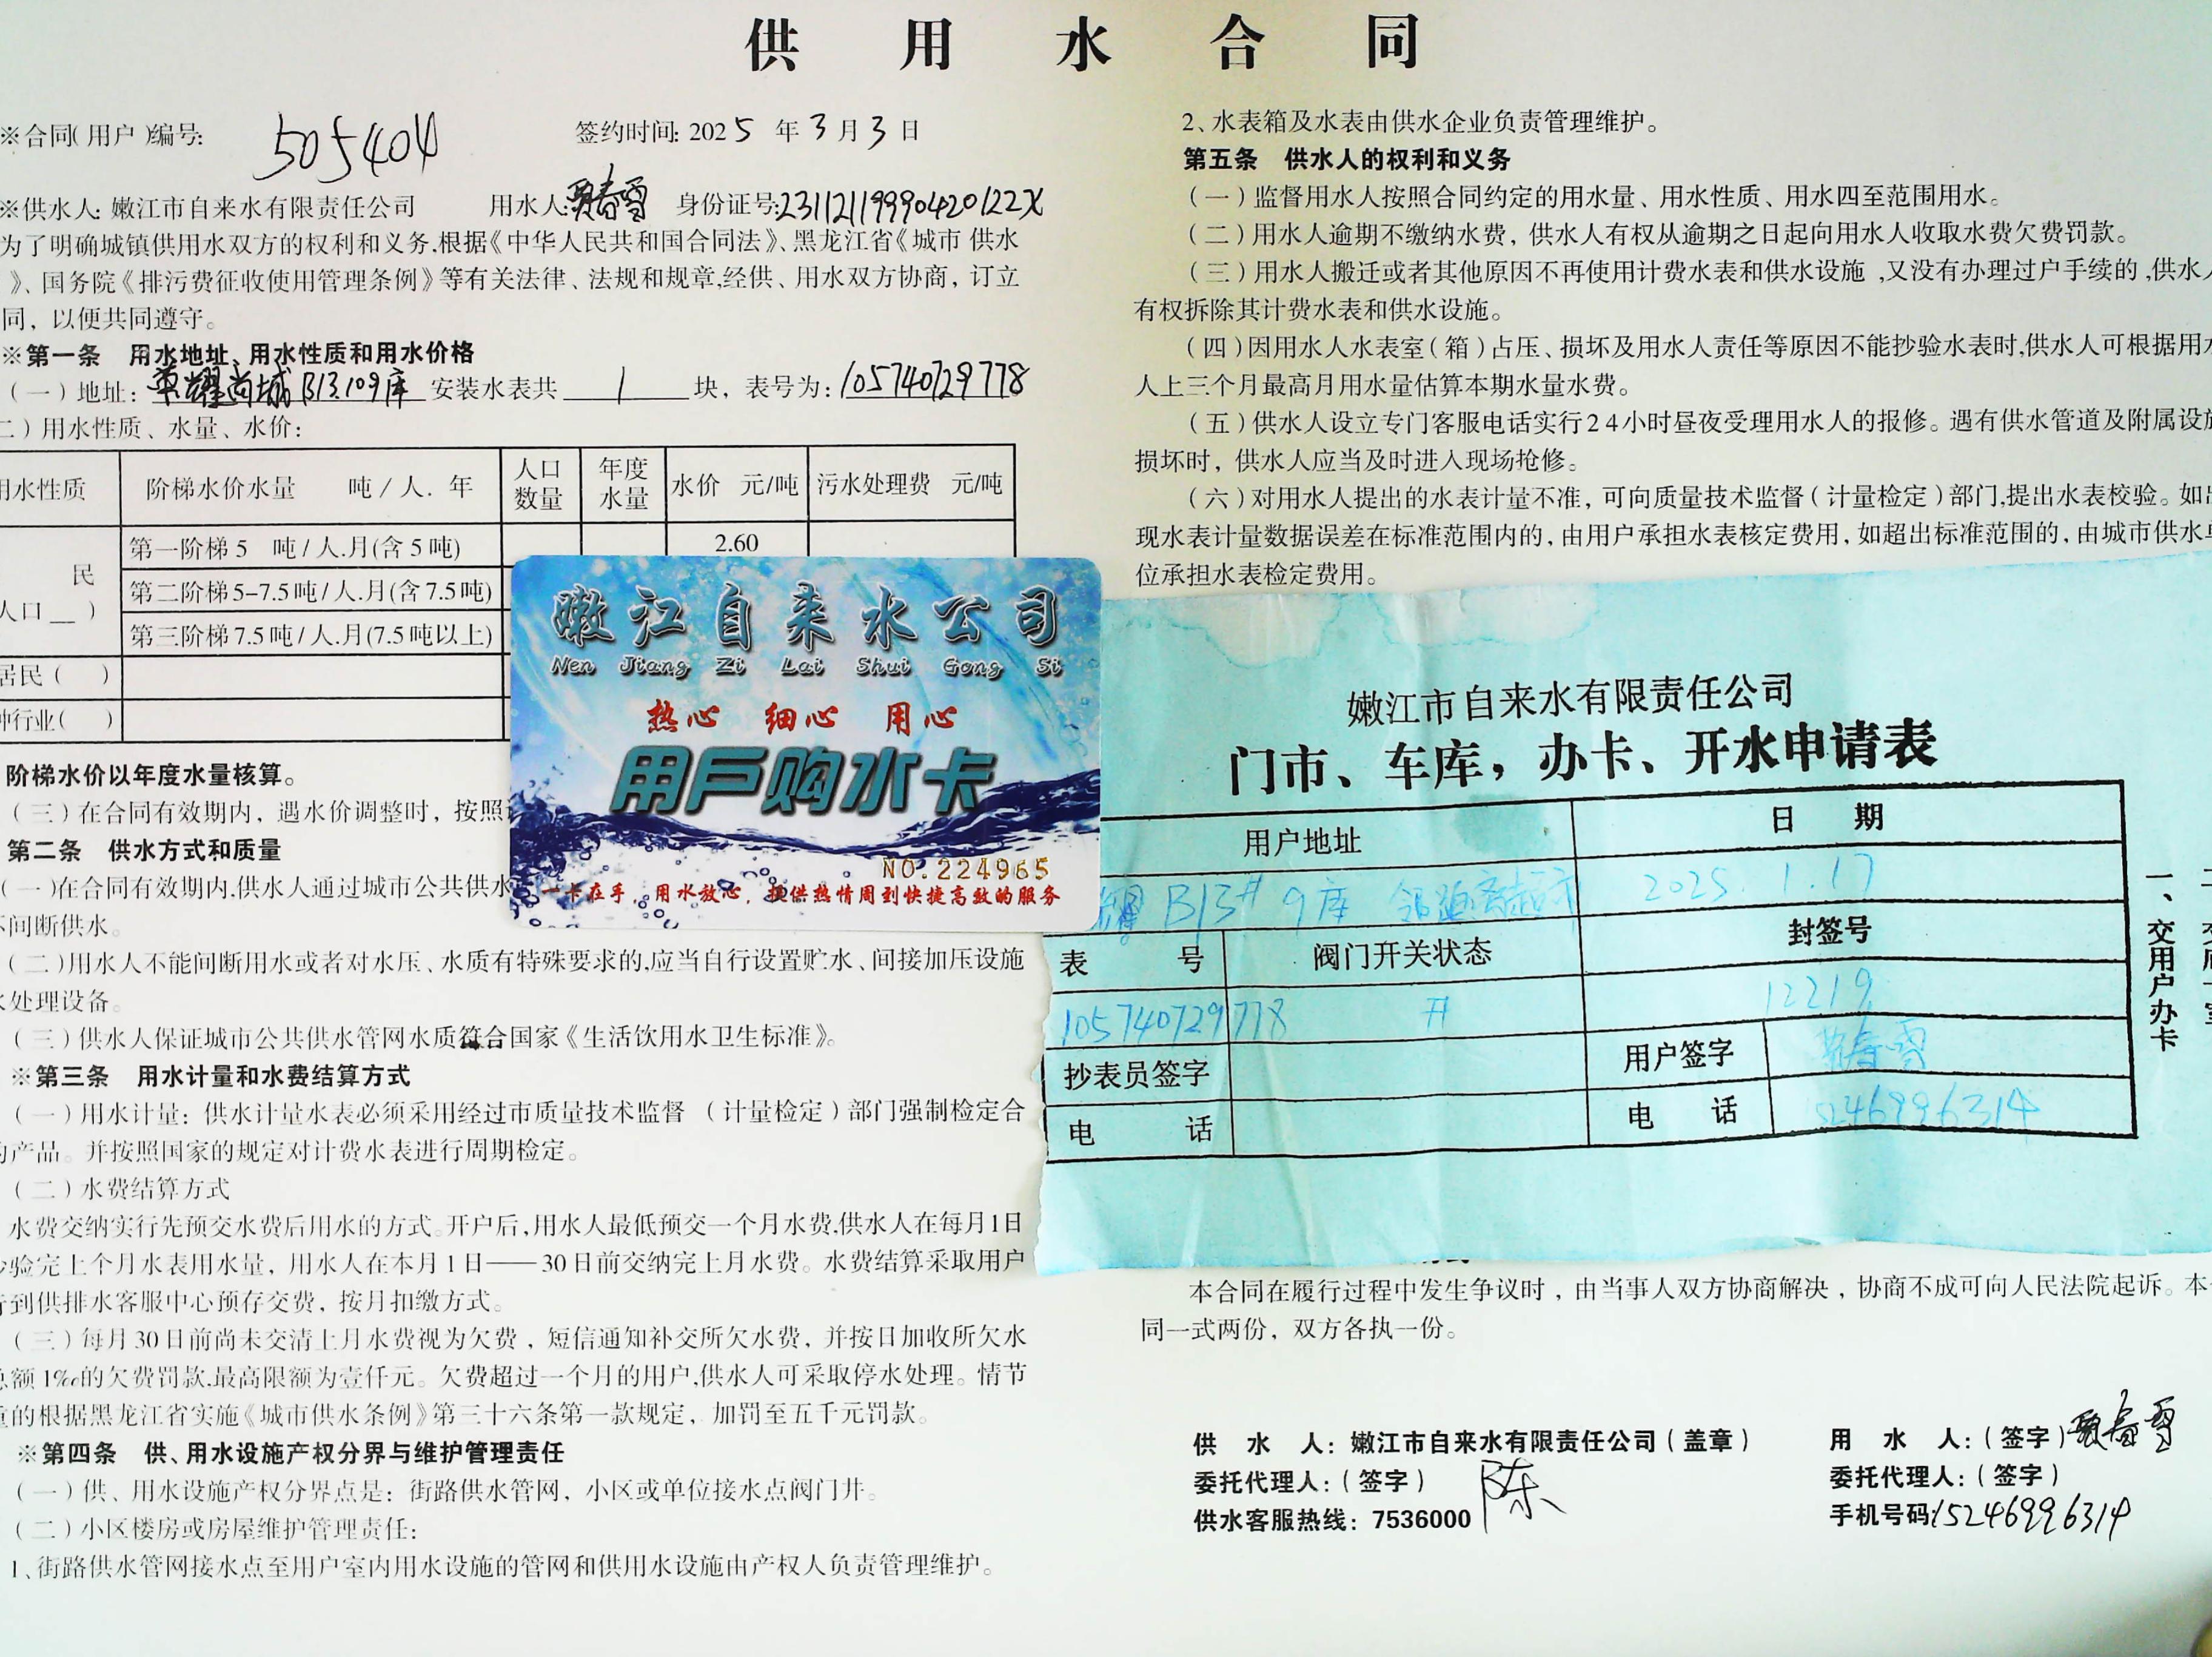 供用水合同
※合同(用户)编号: 505404
签约时间: 2025年3月3日
※供水人: 嫩江市自来水有限责任公司 用水人: 春雪 身份证号:
为了明确城镇供用水双方的权利和义务,根据《中华人民共和国合同法》、黑龙江省《城市 供水
》、国务院《排污费征收使用管理条例》等有关法律、法规和规章,经供、用水双方协商，订立
同，以便共同遵守。
※第一条 用水地址、用水性质和用水价格
(一)地址: 荣耀尚城B13109库 安装水表共 1 块，表号为: 105740729778
二)用水性质、水量、水价:
用水性质 阶梯水价水量 吨/人．年 人口数量 年度水量 水价 元/吨 污水处理费 元/吨
民
人口__)
第一阶梯5 吨/人.月(含5吨) 2.60
第二阶梯5-7.5吨/人.月(含7.5吨)
第三阶梯7.5吨/人.月(7.5吨以上)
居民( )
种行业( )
阶梯水价以年度水量核算。
(三)在合同有效期内，遇水价调整时，按照
第二条 供水方式和质量
(一)在合同有效期内,供水人通过城市公共供水
不间断供水。
(二)用水人不能间断用水或者对水压、水质有特殊要求的,应当自行设置贮水、间接加压设施
水处理设备。
(三)供水人保证城市公共供水管网水质符合国家《生活饮用水卫生标准》。
※第三条 用水计量和水费结算方式
(一)用水计量: 供水计量水表必须采用经过市质量技术监督 (计量检定)部门强制检定合
的产品。并按照国家的规定对计费水表进行周期检定。
(二)水费结算方式
水费交纳实行先预交水费后用水的方式。开户后,用水人最低预交一个月水费,供水人在每月1日
抄验完上个月水表用水量，用水人在本月1日——30日前交纳完上月水费。水费结算采取用户
行到供排水客服中心预存交费，按月扣缴方式。
(三)每月30日前尚未交清上月水费视为欠费，短信通知补交所欠水费，并按日加收所欠水
总额1‰的欠费罚款,最高限额为壹仟元。欠费超过一个月的用户,供水人可采取停水处理。情节
重的根据黑龙江省实施《城市供水条例》第三十六条第一款规定，加罚至五千元罚款。
※第四条 供、用水设施产权分界与维护管理责任
(一)供、用水设施产权分界点是: 街路供水管网，小区或单位接水点阀门井。
(二)小区楼房或房屋维护管理责任:
1、街路供水管网接水点至用户室内用水设施的管网和供用水设施由产权人负责管理维护。
2、水表箱及水表由供水企业负责管理维护。
第五条 供水人的权利和义务
(一)监督用水人按照合同约定的用水量、用水性质、用水四至范围用水。
(二)用水人逾期不缴纳水费，供水人有权从逾期之日起向用水人收取水费欠费罚款。
(三)用水人搬迁或者其他原因不再使用计费水表和供水设施,又没有办理过户手续的,供水人
有权拆除其计费水表和供水设施。
(四)因用水人水表室(箱)占压、损坏及用水人责任等原因不能抄验水表时,供水人可根据用水
人上三个月最高月用水量估算本期水量水费。
(五)供水人设立专门客服电话实行24小时昼夜受理用水人的报修。遇有供水管道及附属设施
损坏时，供水人应当及时进入现场抢修。
(六)对用水人提出的水表计量不准，可向质量技术监督(计量检定)部门,提出水表校验。如出
现水表计量数据误差在标准范围内的，由用户承担水表核定费用，如超出标准范围的，由城市供水单
位承担水表检定费用。
嫩江自来水公司
Nen Jiang Zi Lai Shui Gong Si
热心 细心 用心
用戶购水卡
NO.224965
一卡在手，用水放心，提供热情周到快捷高效的服务
嫩江市自来水有限责任公司
门市、车库，办卡、开水申请表
用户地址 日 期
B13# 9库 2025.1.17
表 号 阀门开关状态 封签号
105740729778 开 12219
抄表员签字 用户签字 春雪
电 话 电 话 5246996314
一、交用户办卡
本合同在履行过程中发生争议时，由当事人双方协商解决，协商不成可向人民法院起诉。本
同一式两份，双方各执一份。
供 水 人: 嫩江市自来水有限责任公司(盖章)
委托代理人: (签字) 陈
供水客服热线: 7536000
用 水 人: (签字) 春雪
委托代理人: (签字)
手机号码 15246996314